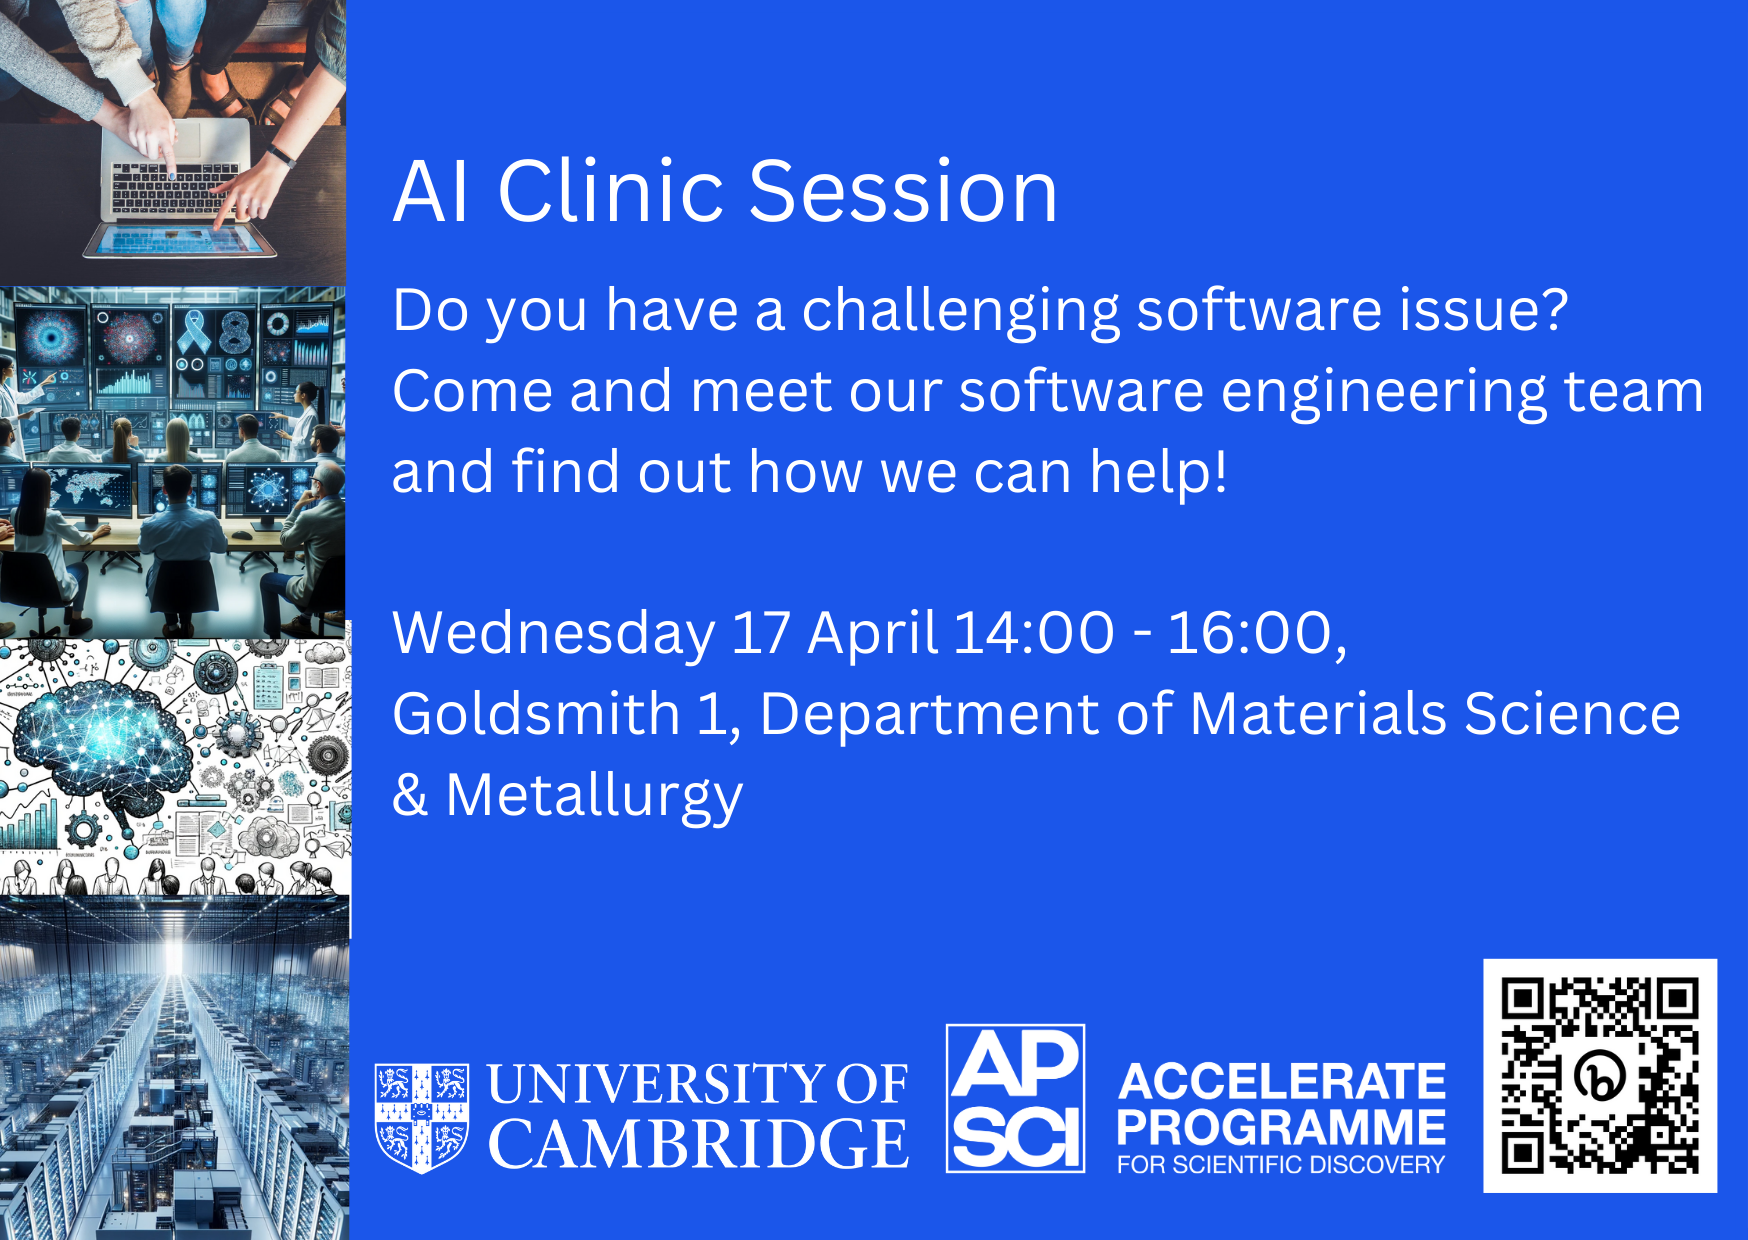 AI Clinic Session
Do you have a challenging software issue?
Come and meet our software engineering team
and find out how we can help!
Wednesday 17 April 14:00 - 16:00,
Goldsmith 1, Department of Materials Science
& Metallurgy
UNIVERSITY OF
CAMBRIDGE
AP
SCI
ACCELERATE
PROGRAMME
FOR SCIENTIFIC DISCOVERY